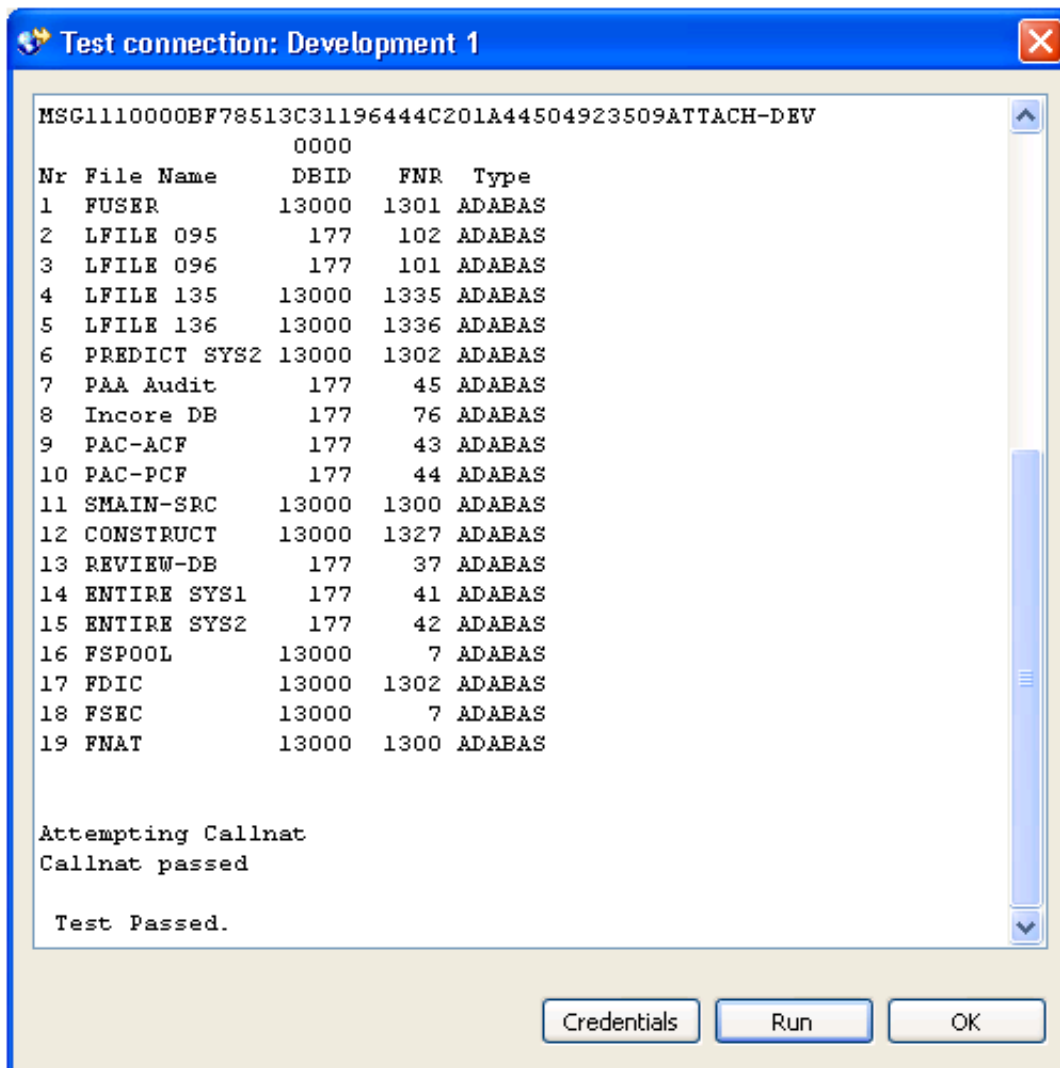 Test connection: Development 1
MSG1110000BF78513C31196444C201A44504923509ATTACH-DEV
0000
Nr File Name DBID FNR Type
1 FUSER 13000 1301 ADABAS
2 LFILE 095 177 102 ADABAS
3 LFILE 096 177 101 ADABAS
4 LFILE 135 13000 1335 ADABAS
5 LFILE 136 13000 1336 ADABAS
6 PREDICT SYS2 13000 1302 ADABAS
7 PAA Audit 177 45 ADABAS
8 Incore DB 177 76 ADABAS
9 PAC-ACF 177 43 ADABAS
10 PAC-PCF 177 44 ADABAS
11 SMAIN-SRC 13000 1300 ADABAS
12 CONSTRUCT 13000 1327 ADABAS
13 REVIEW-DB 177 37 ADABAS
14 ENTIRE SYS1 177 41 ADABAS
15 ENTIRE SYS2 177 42 ADABAS
16 FSPOOL 13000 7 ADABAS
17 FDIC 13000 1302 ADABAS
18 FSEC 13000 7 ADABAS
19 FNAT 13000 1300 ADABAS
Attempting Callnat
Callnat passed
Test Passed.
Credentials Run OK